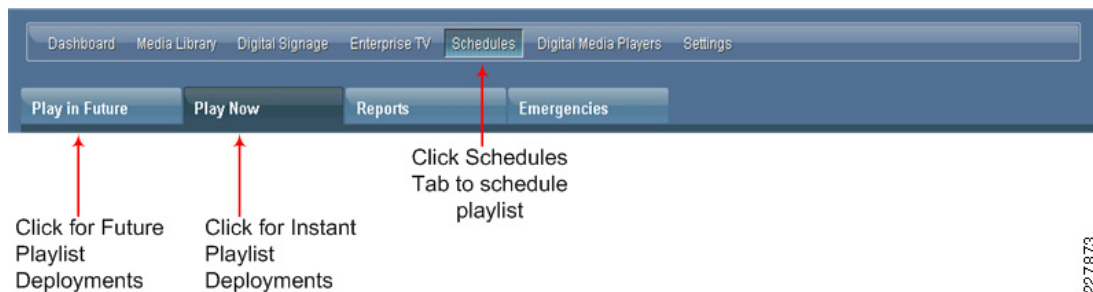 Dashboard Media Library Digital Signage Enterprise TV Schedules Digital Media Players Settings
Play in Future Play Now Reports Emergencies
Click Schedules
Tab to schedule
playlist
Click for Future
Playlist
Deployments
Click for Instant
Playlist
Deployments
227873